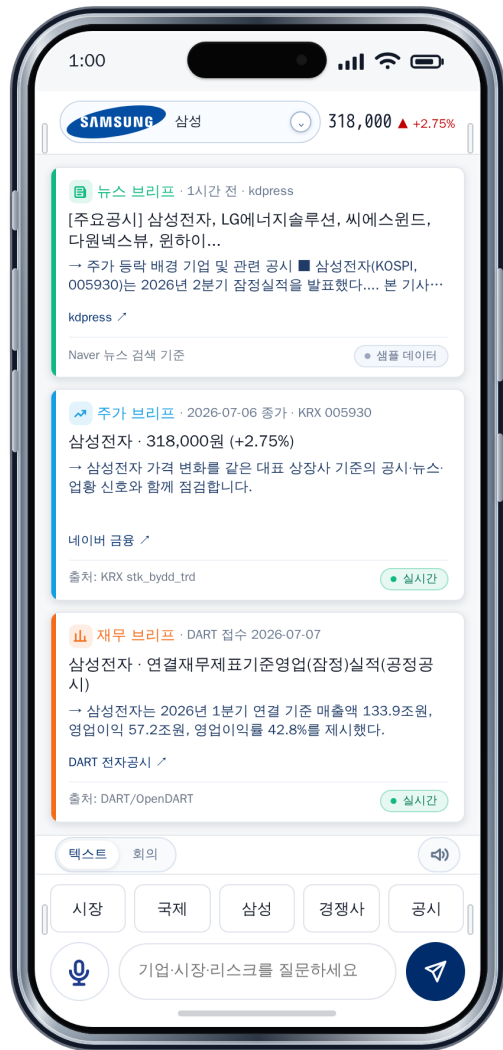 1:00
SAMSUNG 삼성 318,000 ▲ +2.75%
뉴스 브리프 · 1시간 전 · kdpress
[주요공시] 삼성전자, LG에너지솔루션, 씨에스윈드,
다원넥스뷰, 윈하이…
→ 주가 등락 배경 기업 및 관련 공시 ■ 삼성전자(KOSPI,
005930)는 2026년 2분기 잠정실적을 발표했다.… 본 기사…
kdpress ↗
Naver 뉴스 검색 기준 샘플 데이터
주가 브리프 · 2026-07-06 종가 · KRX 005930
삼성전자 · 318,000원 (+2.75%)
→ 삼성전자 가격 변화를 같은 대표 상장사 기준의 공시·뉴스·
업황 신호와 함께 점검합니다.
네이버 금융 ↗
출처: KRX stk_bydd_trd 실시간
재무 브리프 · DART 접수 2026-07-07
삼성전자 · 연결재무제표기준영업(잠정)실적(공정공
시)
→ 삼성전자는 2026년 1분기 연결 기준 매출액 133.9조원,
영업이익 57.2조원, 영업이익률 42.8%를 제시했다.
DART 전자공시 ↗
출처: DART/OpenDART 실시간
텍스트 회의
시장 국제 삼성 경쟁사 공시
기업·시장·리스크를 질문하세요